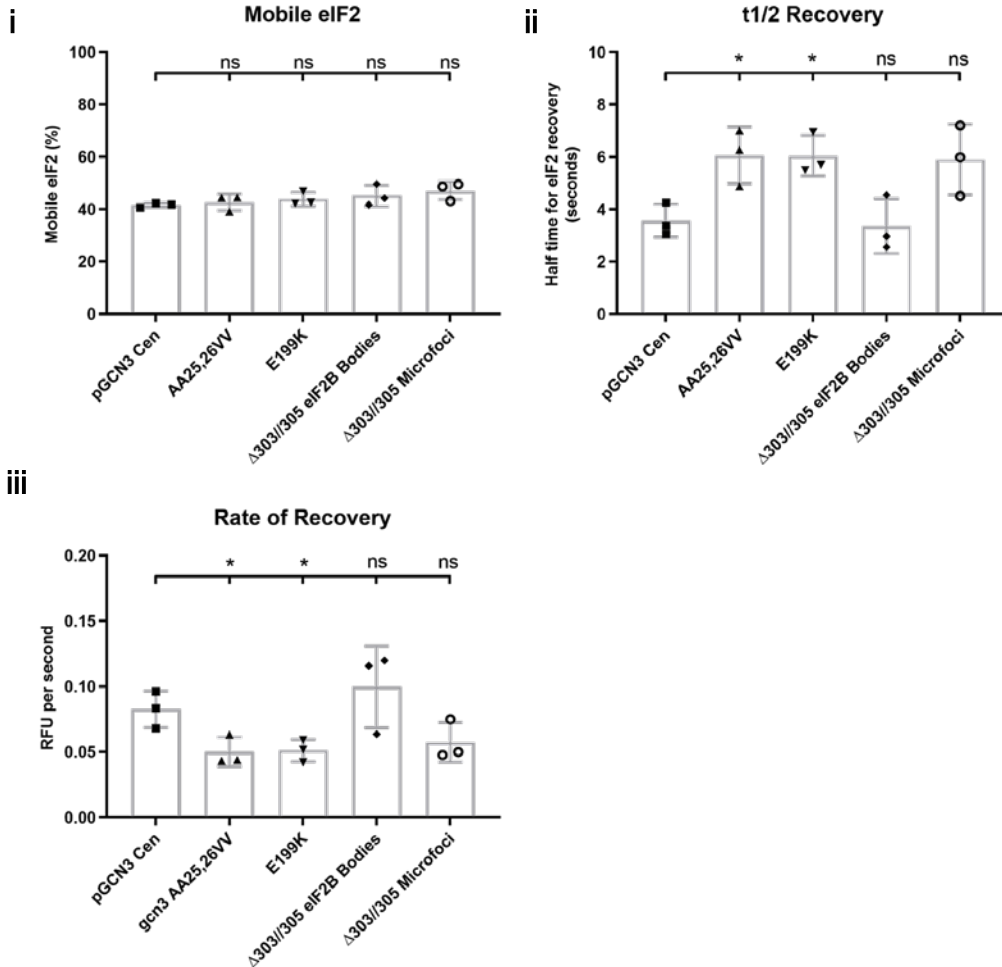 i
Mobile eIF2
100
80
60
40
20
0
Mobile eIF2 (%)
ns
ns
ns
ns
pGCN3 Cen
AA25,26VV
E199K
Δ303//305 eIF2B Bodies
Δ303//305 Microfoci
ii
t1/2 Recovery
10
8
6
4
2
0
Half time for eIF2 recovery
(seconds)
*
*
ns
ns
pGCN3 Cen
AA25,26VV
E199K
Δ303//305 eIF2B Bodies
Δ303//305 Microfoci
iii
Rate of Recovery
0.20
0.15
0.10
0.05
0.00
RFU per second
*
*
ns
ns
pGCN3 Cen
gcn3 AA25,26VV
E199K
Δ303//305 eIF2B Bodies
Δ303//305 Microfoci